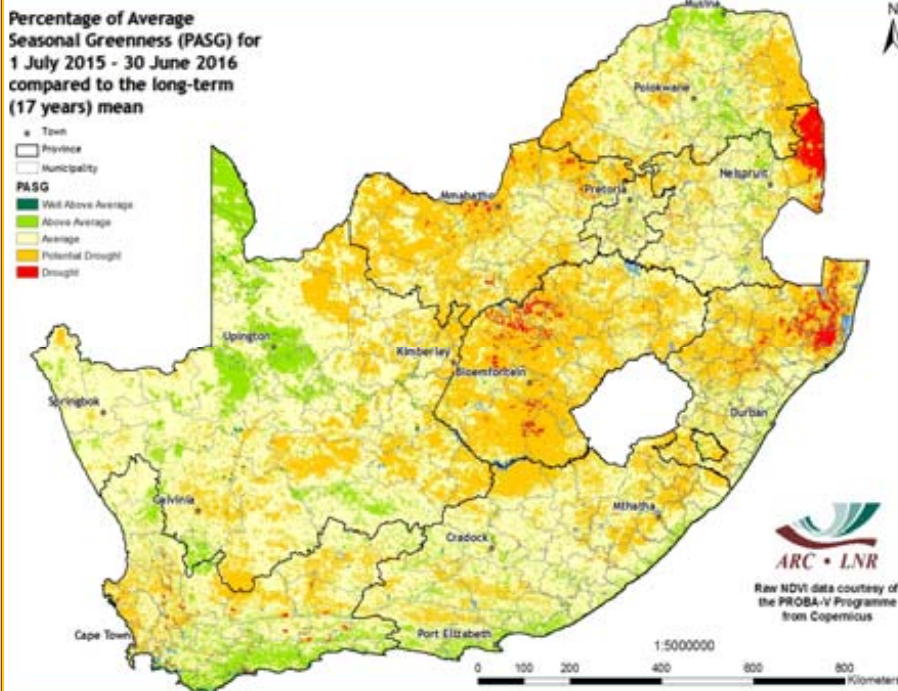 Percentage of Average
Seasonal Greenness (PASG) for
1 July 2015 - 30 June 2016
compared to the long-term
(17 years) mean
Town
Province
Municipality
PASG
Well Above Average
Above Average
Average
Potential Drought
Drought
N
Musina
Polokwane
Nelspruit
Pretoria
Mmabatho
Upington
Kimberley
Bloemfontein
Springbok
Durban
Calvinia
Mthatha
Cradock
Cape Town
Port Elizabeth
ARC • LNR
Raw NDVI data courtesy of
the PROBA-V Programme
from Copernicus
1:5000000
0 100 200 400 600 800
Kilometers